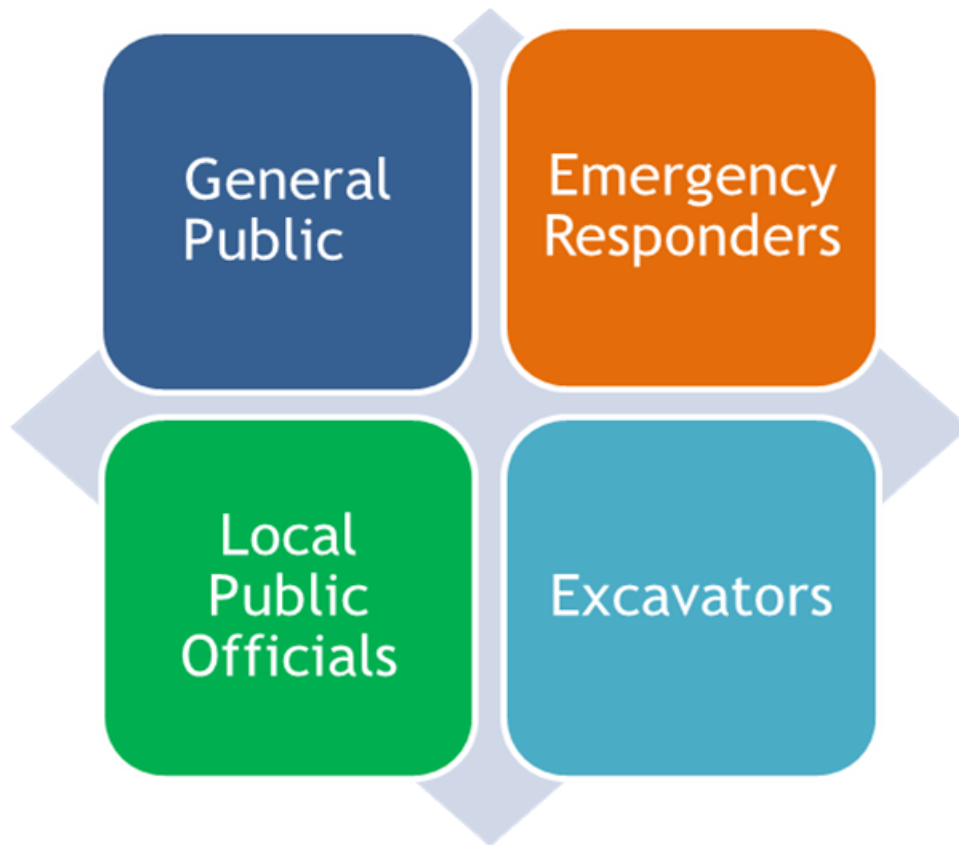 General
Public
Emergency
Responders
Local
Public
Officials
Excavators